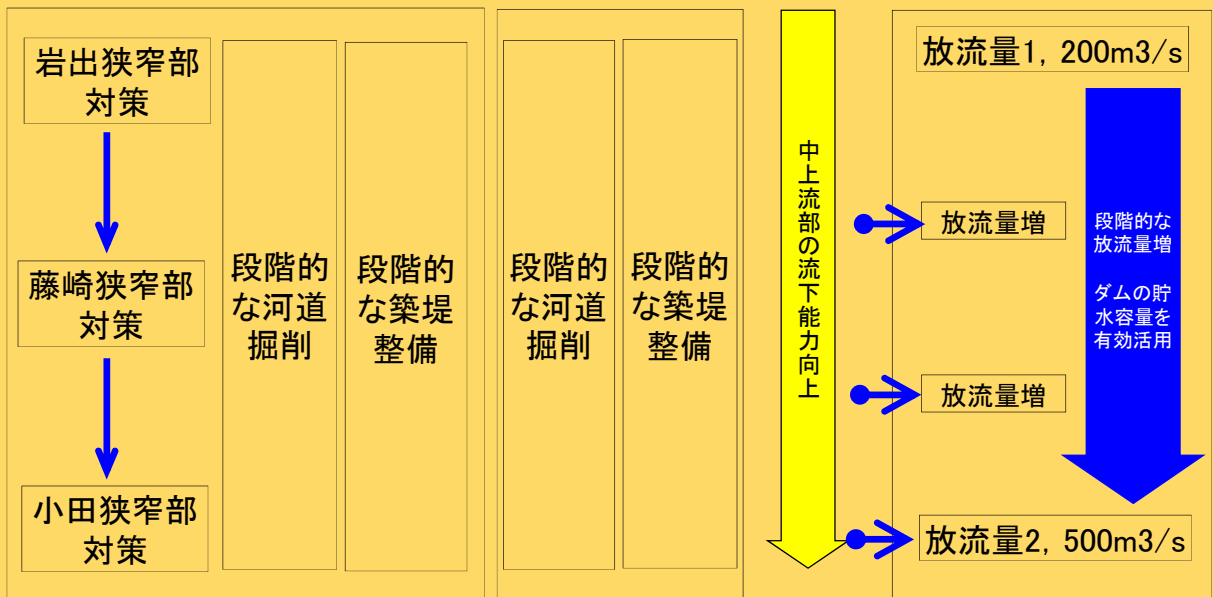 岩出狭窄部
対策
藤崎狭窄部
対策
小田狭窄部
対策
段階的
な河道
掘削
段階的
な築堤
整備
段階的
な河道
掘削
段階的
な築堤
整備
中上流部の流下能力向上
放流量1, 200m3/s
放流量増
放流量増
放流量2, 500m3/s
段階的な
放流量増
ダムの貯
水容量を
有効活用